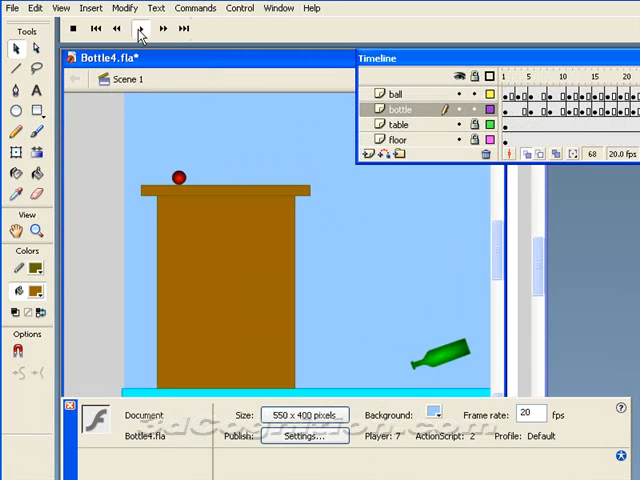 File Edit View Insert Modify Text Commands Control Window Help
Tools
Bottle4.fla*
Timeline
Scene 1
1 5 10 15 20
ball
bottle
table
floor
68 20.0 fps
View
Colors
Options
Document
Size: 550 x 400 pixels Background: Frame rate: 20 fps
Bottle4.fla
Publish: Settings... Player: 7 ActionScript: 2 Profile: Default
3dCognition.com